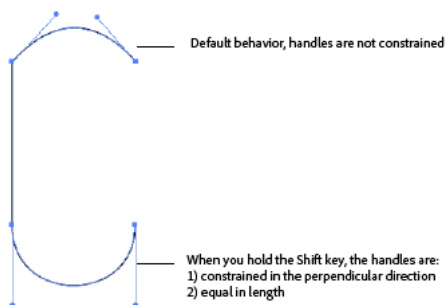 Default behavior, handles are not constrained
When you hold the Shift key, the handles are:
1) constrained in the perpendicular direction
2) equal in length